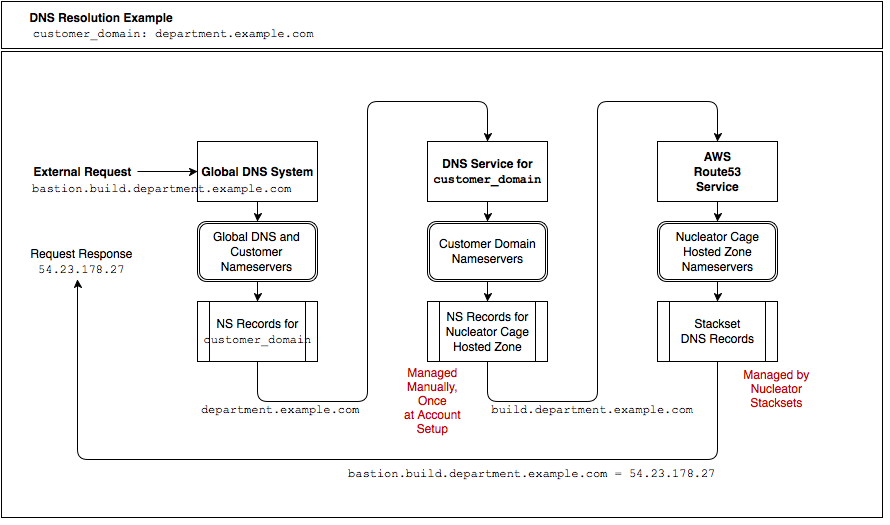 DNS Resolution Example
customer_domain: department.example.com
External Request
bastion.build.department.example.com
Global DNS System
DNS Service for
customer_domain
AWS
Route53
Service
Global DNS and
Customer
Nameservers
Customer Domain
Nameservers
Nucleator Cage
Hosted Zone
Nameservers
Request Response
54.23.178.27
NS Records for
customer_domain
NS Records for
Nucleator Cage
Hosted Zone
Stackset
DNS Records
Managed
Manually,
Once
at Account
Setup
Managed by
Nucleator
Stacksets
department.example.com
build.department.example.com
bastion.build.department.example.com = 54.23.178.27